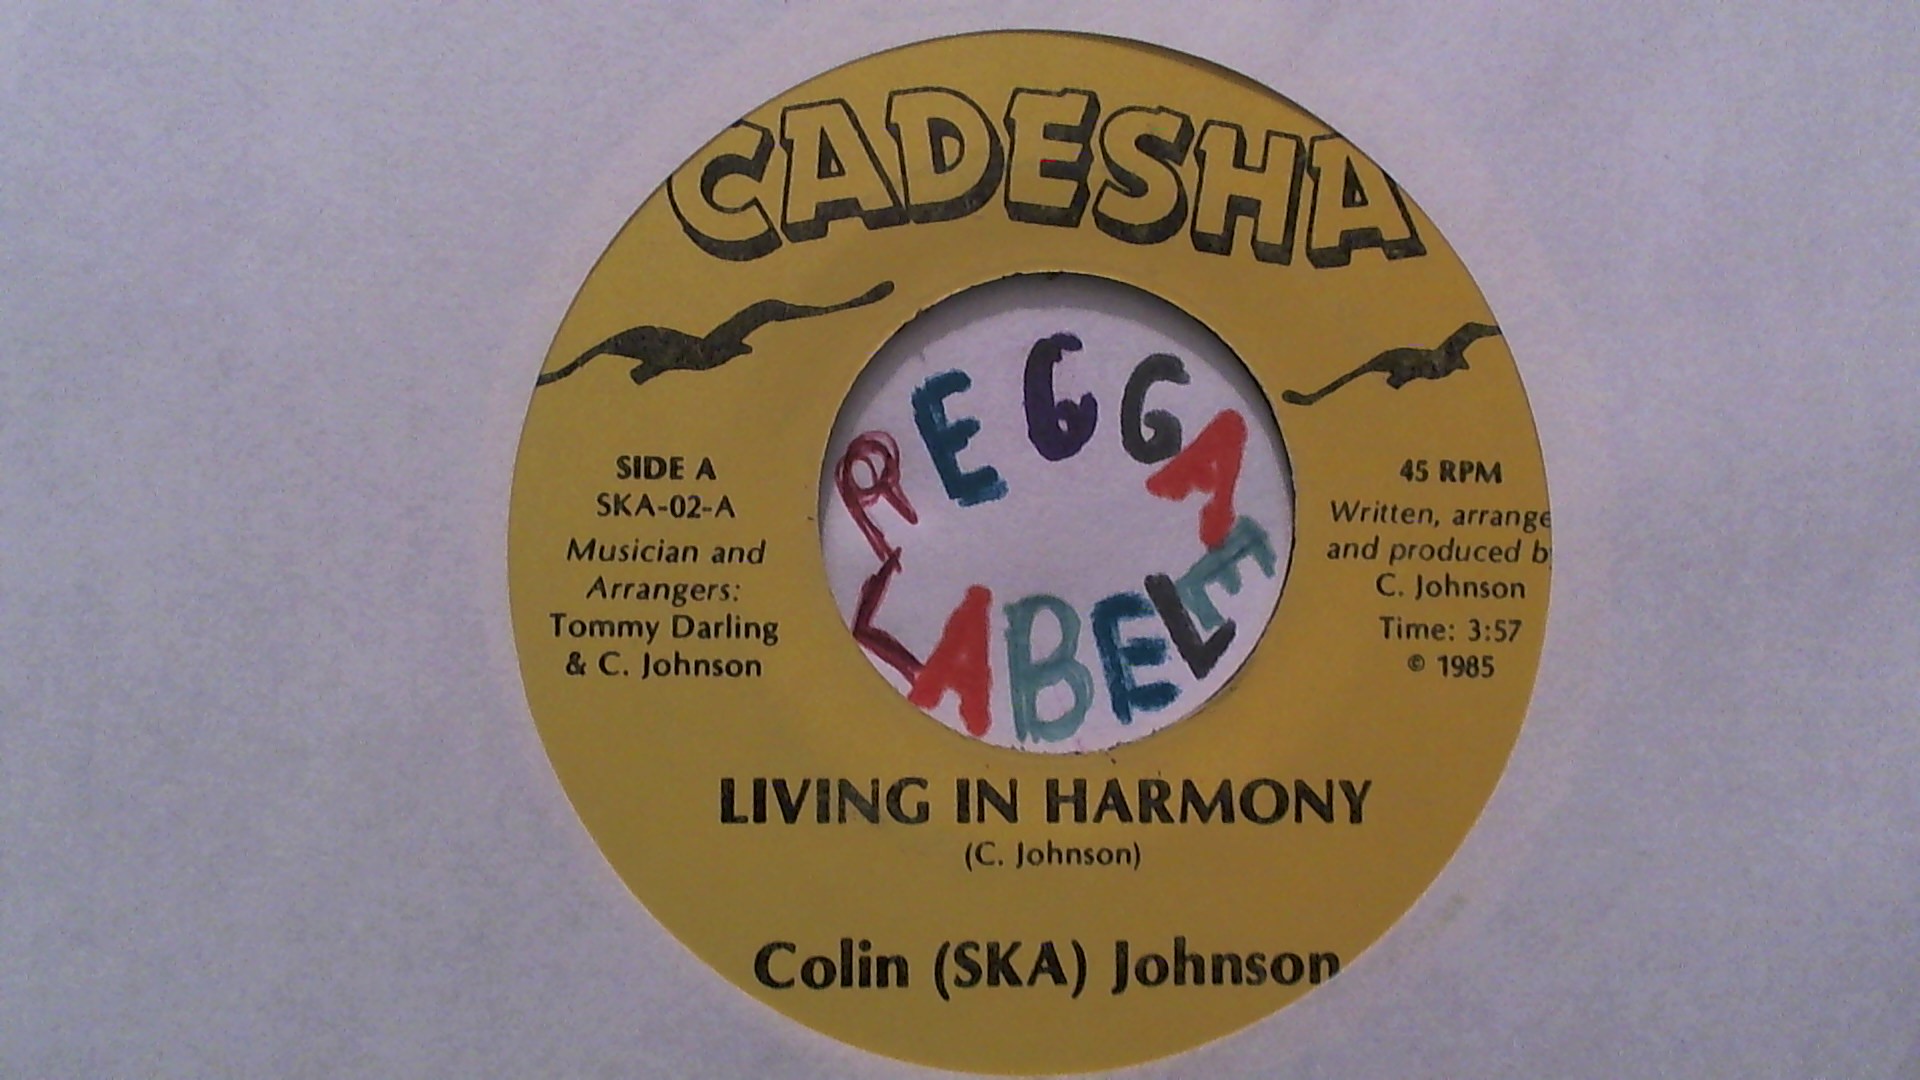 CADESHA
REGGAE
LABEL
SIDE A
SKA-02-A
Musician and
Arrangers:
Tommy Darling
& C. Johnson
45 RPM
Written, arrange
and produced b
C. Johnson
Time: 3:57
© 1985
LIVING IN HARMONY
(C. Johnson)
Colin (SKA) Johnson